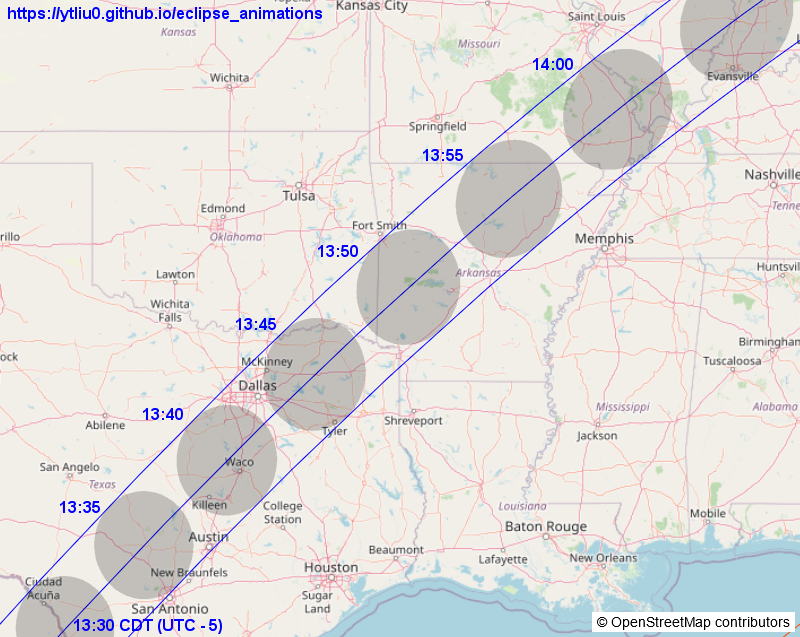 https://ytliu0.github.io/eclipse_animations
Kansas City
Saint Louis
Kansas
Missouri
14:00
Wichita
Evansville
Springfield
13:55
Nashville
Tulsa
Tennes
Edmond
Fort Smith
rillo
Oklahoma
Memphis
13:50
Lawton
Arkansas
Huntsvi
Wichita
Falls
13:45
Birmingham
ock
McKinney
Tuscaloosa
Dallas
13:40
Mississippi
Alabama
Abilene
Shreveport
Tyler
Jackson
San Angelo
Waco
Texas
13:35
Killeen
College
Station
Louisiana
Mobile
Austin
Baton Rouge
Beaumont
Lafayette
New Orleans
Ciudad
Acuña
New Braunfels
Houston
San Antonio
Sugar
Land
13:30 CDT (UTC - 5)
© OpenStreetMap contributors